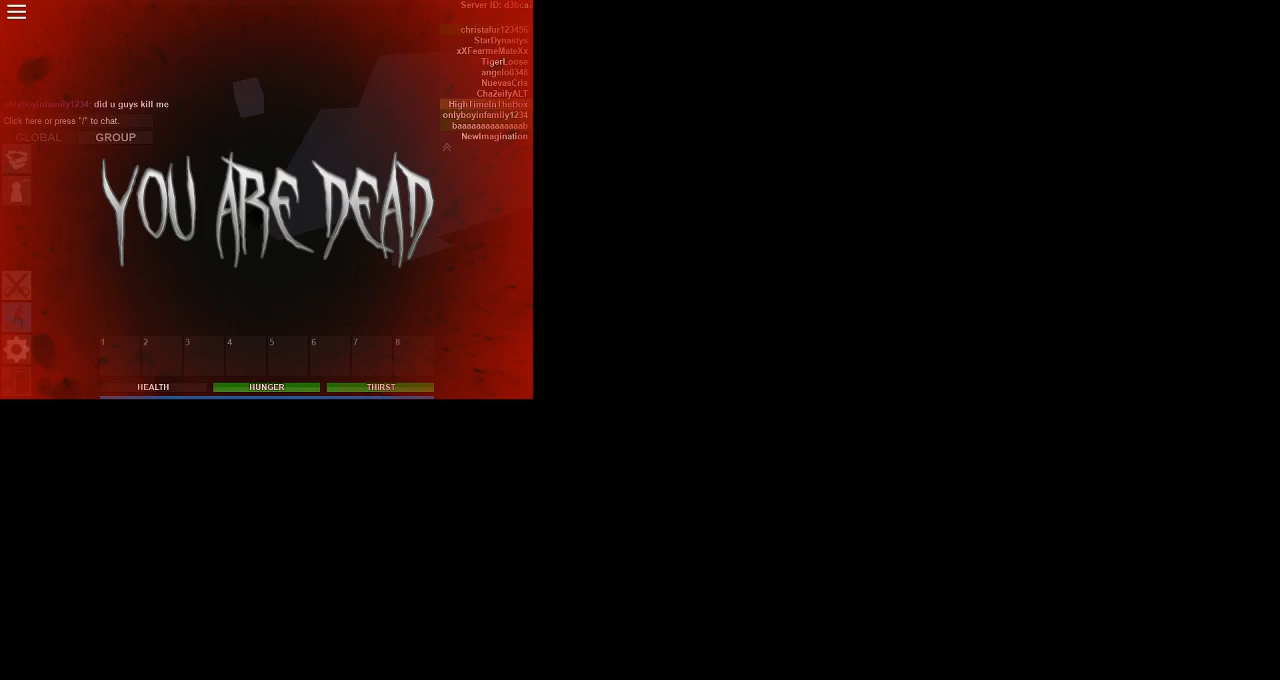 Server ID: d3bca7
christafur123456
StarDynastys
xXFearmeMateXx
TigerLoose
angelo0348
NuevasCris
Cha2eifyALT
HighTimeInTheBox
onlyboyinfamily1234
baaaaaaaaaaaaaab
NewImagination
onlyboyinfamily1234: did u guys kill me
Click here or press "/" to chat.
GLOBAL GROUP
YOU ARE DEAD
1 2 3 4 5 6 7 8
HEALTH HUNGER THIRST